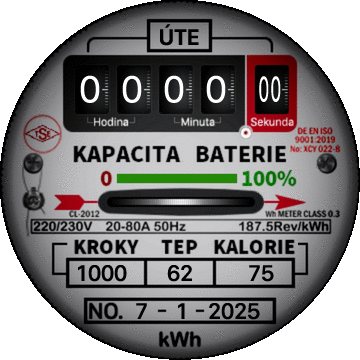 ÚTE
0 0 0 0 00
Hodina Minuta Sekunda
TSE
DE EN ISO
9001:2019
No: XCY 022-8
KAPACITA BATERIE
0 100%
CL-2012 Wh METER CLASS 0.3
220/230V 20-80A 50Hz 187.5Rev/kWh
KROKY TEP KALORIE
1000 62 75
NO. 7 - 1 - 2025
kWh